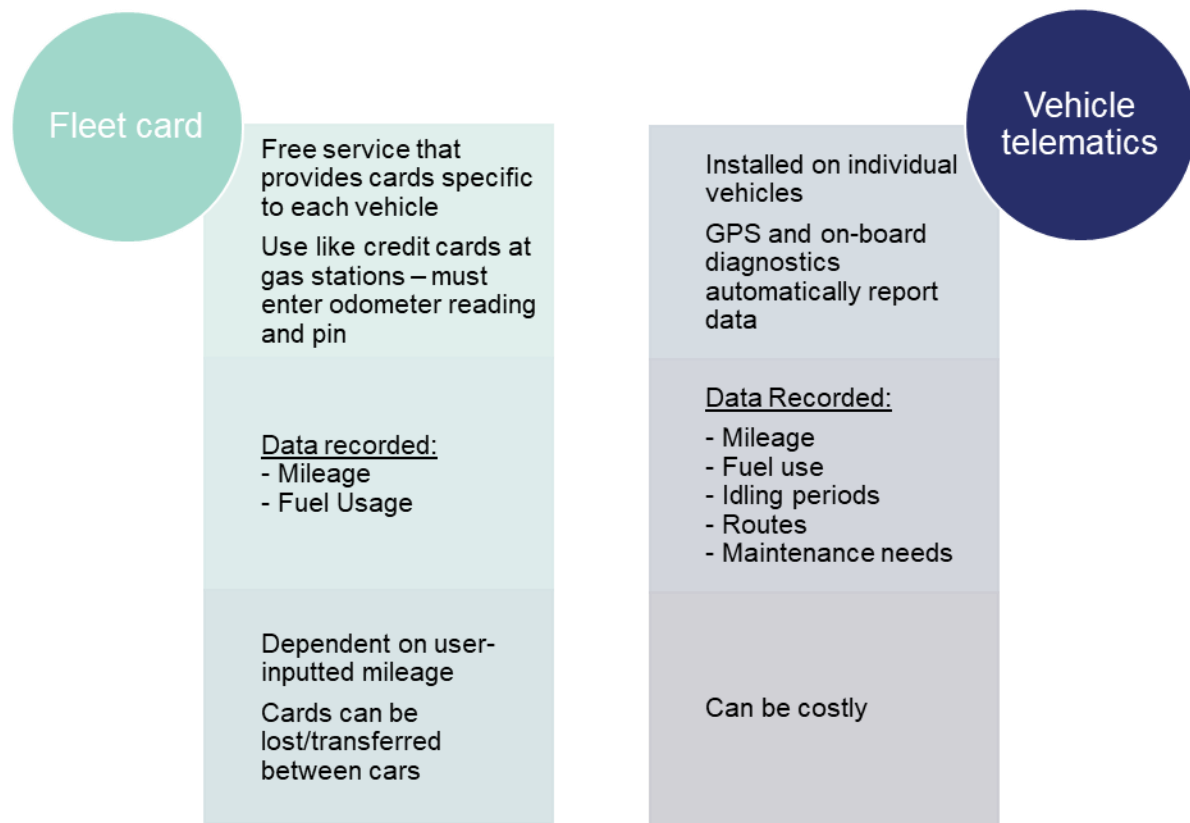 Fleet card
Free service that
provides cards specific
to each vehicle
Use like credit cards at
gas stations – must
enter odometer reading
and pin
Data recorded:
- Mileage
- Fuel Usage
Dependent on user-
inputted mileage
Cards can be
lost/transferred
between cars
Vehicle
telematics
Installed on individual
vehicles
GPS and on-board
diagnostics
automatically report
data
Data Recorded:
- Mileage
- Fuel use
- Idling periods
- Routes
- Maintenance needs
Can be costly